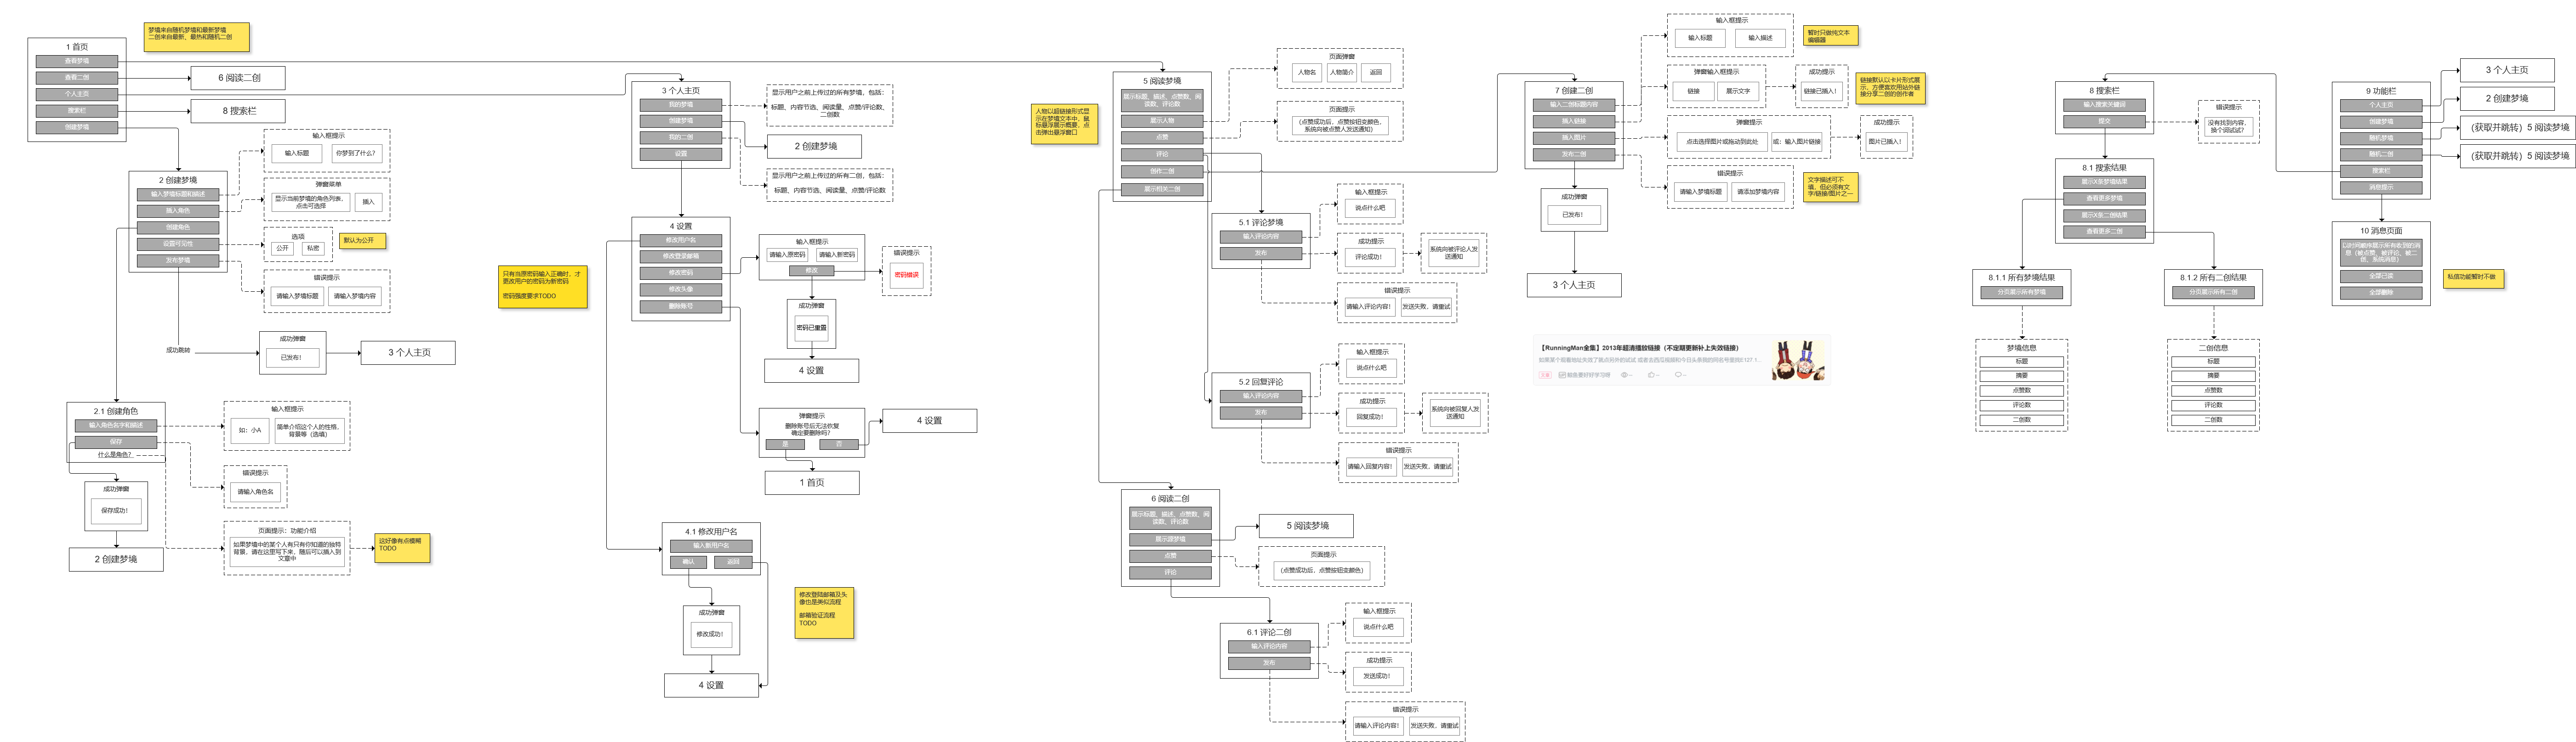 梦境来自随机梦境和最新梦境
二创来自最新、最热和随机二创
1 首页
查看梦境
查看二创
个人主页
搜索栏
创建梦境
6 阅读二创
8 搜索栏
2 创建梦境
输入梦境标题和描述
插入角色
创建角色
设置可见性
发布梦境
输入框提示
输入标题
你梦到了什么？
弹窗菜单
显示当前梦境的角色列表，
点击可选择
插入
选项
公开
私密
默认为公开
错误提示
请输入梦境标题
请输入梦境内容
成功跳转
成功弹窗
已发布！
3 个人主页
2.1 创建角色
输入角色名字和描述
保存
什么是角色？
输入框提示
如：小A
简单介绍这个人的性格，
背景等（选填）
错误提示
请输入角色名
成功弹窗
保存成功！
2 创建梦境
页面提示：功能介绍
如果梦境中的某个人有只有你知道的独特
背景，请在这里写下来，随后可以插入到
文章中
这好像有点模糊
TODO
3 个人主页
我的梦境
创建梦境
我的二创
设置
显示用户之前上传过的所有梦境，包括：
标题、内容节选、阅读量、点赞/评论数、
二创数
2 创建梦境
显示用户之前上传过的所有二创，包括：
标题、内容节选、阅读量、点赞/评论数
4 设置
修改用户名
修改登录邮箱
修改密码
修改头像
删除账号
只有当原密码输入正确时，才
更改用户的密码为新密码
密码强度要求TODO
输入框提示
请输入原密码
请输入新密码
修改
错误提示
密码错误
成功弹窗
密码已重置
4 设置
弹窗提示
删除账号后无法恢复
确定要删除吗？
是
否
4 设置
1 首页
4.1 修改用户名
输入新用户名
确认
返回
成功弹窗
修改成功！
4 设置
修改登陆邮箱及头
像也是类似流程
邮箱验证流程
TODO
人物以超链接形式显
示在梦境文本中，鼠
标悬浮展示概要，点
击弹出悬浮窗口
5 阅读梦境
展示标题、描述、点赞数、阅
读数、评论数
展示人物
点赞
评论
创作二创
展示相关二创
页面弹窗
人物名
人物简介
返回
页面提示
（点赞成功后，点赞按钮变颜色，
系统向被点赞人发送通知）
5.1 评论梦境
输入评论内容
发布
输入框提示
说点什么吧
成功提示
评论成功！
系统向被评论人发
送通知
错误提示
请输入评论内容！
发送失败，请重试
5.2 回复评论
输入评论内容
发布
输入框提示
说点什么吧
成功提示
回复成功！
系统向被回复人发
送通知
错误提示
请输入回复内容！
发送失败，请重试
6 阅读二创
展示标题、描述、点赞数、阅
读数、评论数
展示源梦境
点赞
评论
5 阅读梦境
页面提示
（点赞成功后，点赞按钮变颜色）
6.1 评论二创
输入评论内容
发布
输入框提示
说点什么吧
成功提示
发送成功！
错误提示
请输入评论内容！
发送失败，请重试
7 创建二创
输入二创标题内容
插入链接
插入图片
发布二创
输入框提示
输入标题
输入描述
暂时只做纯文本
编辑器
弹窗输入框提示
链接
展示文字
成功提示
链接已插入！
链接默认以卡片形式展
示，方便喜欢用站外链
接分享二创的创作者
弹窗提示
点击选择图片或拖动到此处
或：输入图片链接
成功提示
图片已插入！
错误提示
请输入梦境标题
请添加梦境内容
文字描述可不
填，但必须有文
字/链接/图片之一
成功弹窗
已发布！
3 个人主页
【RunningMan全集】2013年超清播放链接（不定期更新补上失效链接）
8 搜索栏
输入搜索关键词
提交
错误提示
没有找到内容，
换个词试试？
8.1 搜索结果
展示X条梦境结果
查看更多梦境
展示X条二创结果
查看更多二创
8.1.1 所有梦境结果
分页展示所有梦境
8.1.2 所有二创结果
分页展示所有二创
梦境信息
标题
摘要
点赞数
评论数
二创数
二创信息
标题
摘要
点赞数
评论数
二创数
9 功能栏
个人主页
创建梦境
随机梦境
随机二创
搜索栏
消息提示
3 个人主页
2 创建梦境
（获取并跳转）5 阅读梦境
（获取并跳转）5 阅读梦境
10 消息页面
以时间顺序展示所有收到的消
息（被点赞、被评论、被二
创、系统消息）
全部已读
全部删除
私信功能暂时不做